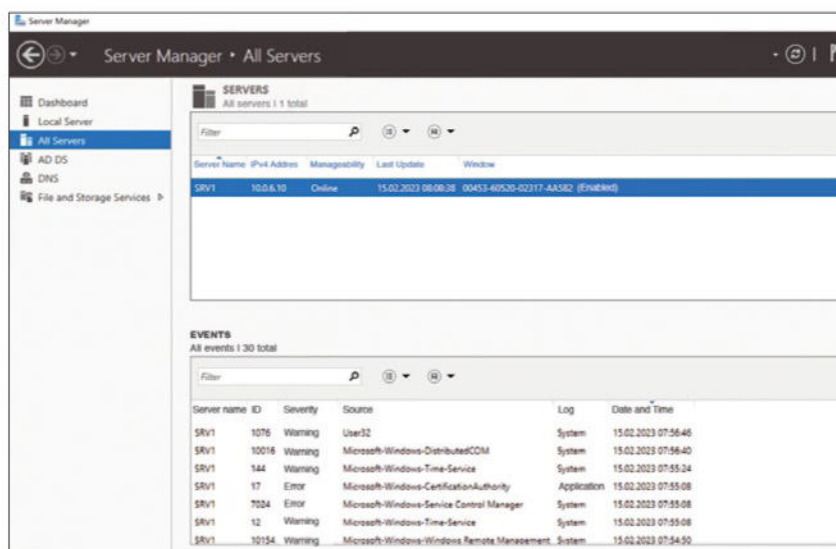 Server Manager
Server Manager • All Servers
Dashboard
Local Server
All Servers
AD DS
DNS
File and Storage Services
SERVERS
All servers | 1 total
Filter
Server Name IPv4 Addres Manageability Last Update Window
SRV1 10.0.6.10 Online 15.02.2023 08:08:38 00453-60520-02317-AA582 (Enabled)
EVENTS
All events | 30 total
Filter
Server name ID Severity Source Log Date and Time
SRV1 1076 Warning User32 System 15.02.2023 07:56:46
SRV1 10016 Warning Microsoft-Windows-DistributedCOM System 15.02.2023 07:56:40
SRV1 144 Warning Microsoft-Windows-Time-Service System 15.02.2023 07:55:24
SRV1 17 Error Microsoft-Windows-CertificationAuthority Application 15.02.2023 07:55:08
SRV1 7024 Error Microsoft-Windows-Service Control Manager System 15.02.2023 07:55:08
SRV1 12 Warning Microsoft-Windows-Time-Service System 15.02.2023 07:55:08
SRV1 10154 Warning Microsoft-Windows-Windows Remote Management System 15.02.2023 07:54:50